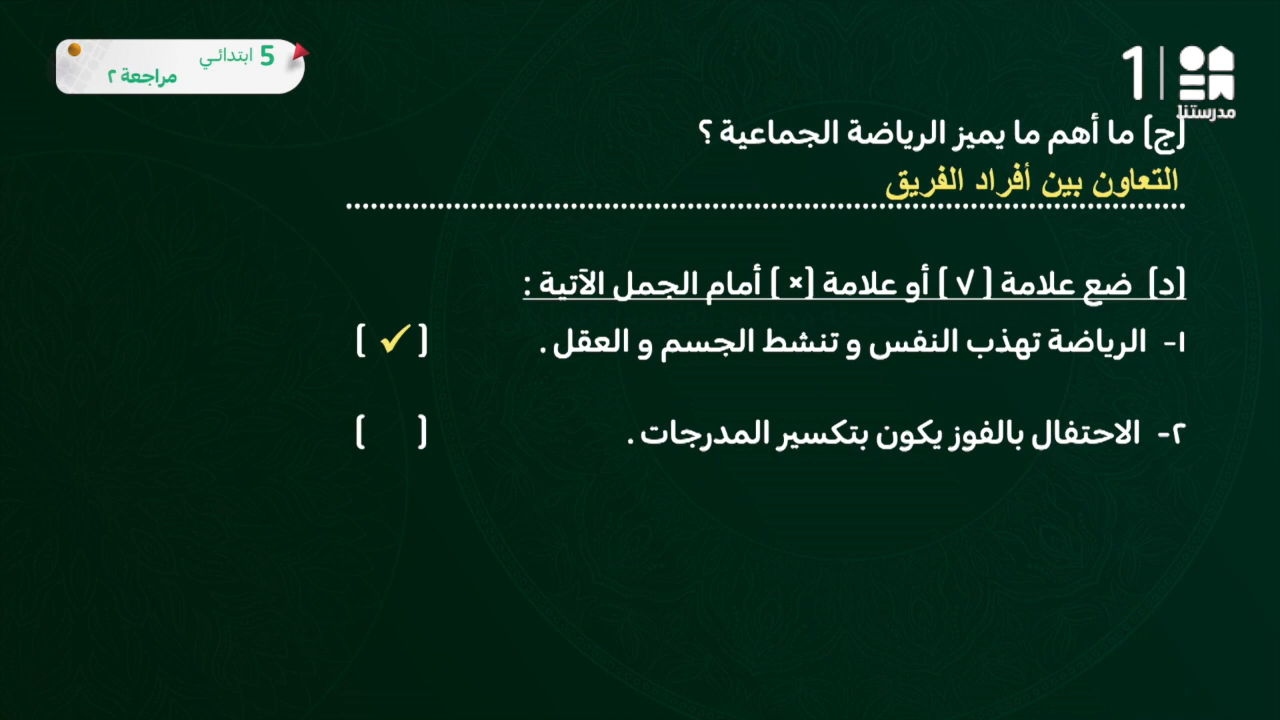 5 ابتدائي
مراجعة ٢
1
مدرستنا
(ج) ما أهم ما يميز الرياضة الجماعية ؟
التعاون بين أفراد الفريق
(د) ضع علامة ( √ ) أو علامة (× ) أمام الجمل الآتية :
١- الرياضة تهذب النفس و تنشط الجسم و العقل . ( ✓ )
٢- الاحتفال بالفوز يكون بتكسير المدرجات . ( )